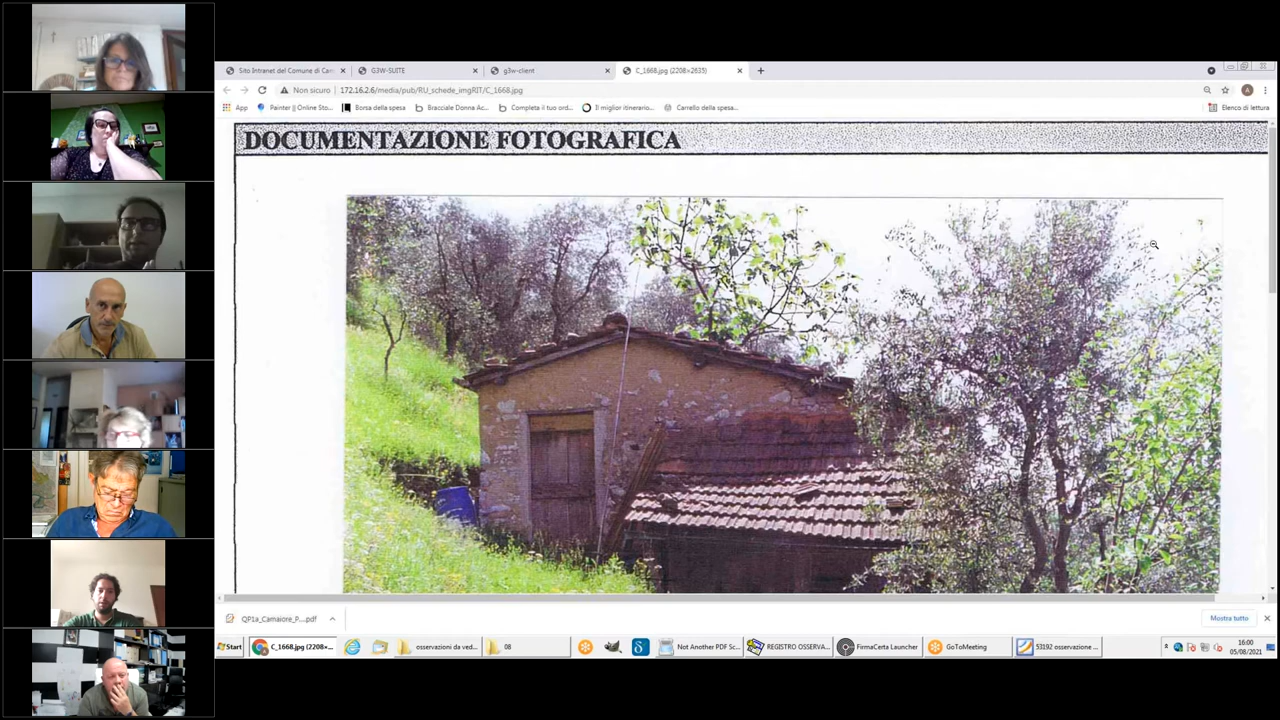 Sito Intranet del Comune di Cam
G3W-SUITE
g3w-client
C_1668.jpg (2208×2635)
Non sicuro
172.16.2.6/media/pub/RU_schede_imgRIT/C_1668.jpg
A
App
Painter || Online Sto...
Borsa della spesa
Bracciale Donna Ac...
Completa il tuo ord...
Il miglior itinerario...
Carrello della spesa...
Elenco di lettura
DOCUMENTAZIONE FOTOGRAFICA
QP1a_Camaiore_P....pdf
Mostra tutto
Start
C_1668.jpg (2208×...
osservazioni da ved...
08
Not Another PDF Sc...
REGISTRO OSSERVA...
FirmaCerta Launcher
GoToMeeting
53192 osservazione ...
16:00
05/08/2021